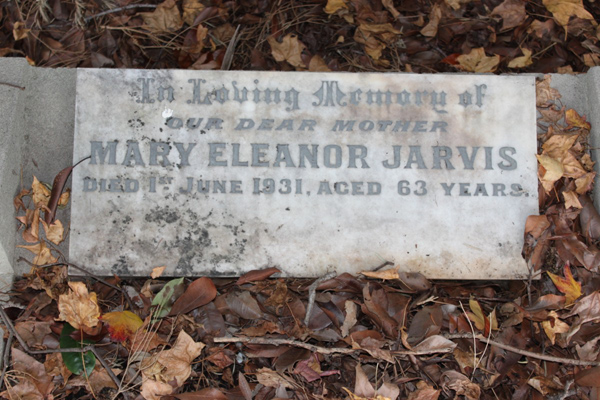 In Loving Memory of
OUR DEAR MOTHER
MARY ELEANOR JARVIS
DIED 1ST JUNE 1931, AGED 63 YEARS.